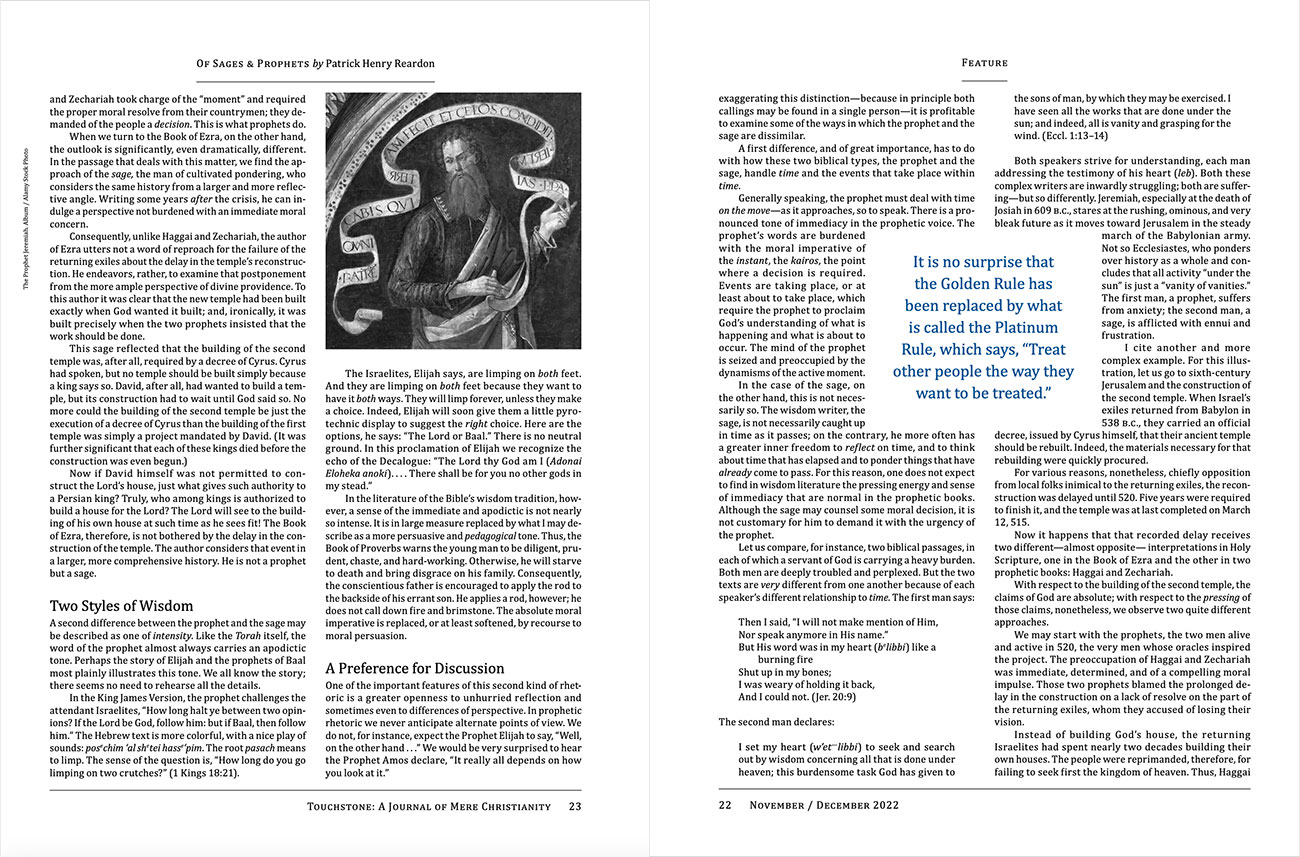 OF SAGES & PROPHETS by Patrick Henry Reardon
and Zechariah took charge of the “moment” and required
the proper moral resolve from their countrymen; they de-
manded of the people a decision. This is what prophets do.
When we turn to the Book of Ezra, on the other hand,
the outlook is significantly, even dramatically, different.
In the passage that deals with this matter, we find the ap-
proach of the sage, the man of cultivated pondering, who
considers the same history from a larger and more reflec-
tive angle. Writing some years after the crisis, he can in-
dulge a perspective not burdened with an immediate moral
concern.
Consequently, unlike Haggai and Zechariah, the author
of Ezra utters not a word of reproach for the failure of the
returning exiles about the delay in the temple’s reconstruc-
tion. He endeavors, rather, to examine that postponement
from the more ample perspective of divine providence. To
this author it was clear that the new temple had been built
exactly when God wanted it built; and, ironically, it was
built precisely when the two prophets insisted that the
work should be done.
This sage reflected that the building of the second
temple was, after all, required by a decree of Cyrus. Cyrus
had spoken, but no temple should be built simply because
a king says so. David, after all, had wanted to build a tem-
ple, but its construction had to wait until God said so. No
more could the building of the second temple be just the
execution of a decree of Cyrus than the building of the first
temple was simply a project mandated by David. (It was
further significant that each of these kings died before the
construction was even begun.)
Now if David himself was not permitted to con-
struct the Lord’s house, just what gives such authority to
a Persian king? Truly, who among kings is authorized to
build a house for the Lord? The Lord will see to the build-
ing of his own house at such time as he sees fit! The Book
of Ezra, therefore, is not bothered by the delay in the con-
struction of the temple. The author considers that event in
a larger, more comprehensive history. He is not a prophet
but a sage.
Two Styles of Wisdom
A second difference between the prophet and the sage may
be described as one of intensity. Like the Torah itself, the
word of the prophet almost always carries an apodictic
tone. Perhaps the story of Elijah and the prophets of Baal
most plainly illustrates this tone. We all know the story;
there seems no need to rehearse all the details.
In the King James Version, the prophet challenges the
attendant Israelites, “How long halt ye between two opin-
ions? If the Lord be God, follow him: but if Baal, then follow
him.” The Hebrew text is more colorful, with a nice play of
sounds: posᵉchim ’al shᵉtei hassᵉ’pim. The root pasach means
to limp. The sense of the question is, “How long do you go
limping on two crutches?” (1 Kings 18:21).
The Prophet Jeremiah. Album / Alamy Stock Photo
The Israelites, Elijah says, are limping on both feet.
And they are limping on both feet because they want to
have it both ways. They will limp forever, unless they make
a choice. Indeed, Elijah will soon give them a little pyro-
technic display to suggest the right choice. Here are the
options, he says: “The Lord or Baal.” There is no neutral
ground. In this proclamation of Elijah we recognize the
echo of the Decalogue: “The Lord thy God am I (Adonai
Eloheka anoki). . . . There shall be for you no other gods in
my stead.”
In the literature of the Bible’s wisdom tradition, how-
ever, a sense of the immediate and apodictic is not nearly
so intense. It is in large measure replaced by what I may de-
scribe as a more persuasive and pedagogical tone. Thus, the
Book of Proverbs warns the young man to be diligent, pru-
dent, chaste, and hard-working. Otherwise, he will starve
to death and bring disgrace on his family. Consequently,
the conscientious father is encouraged to apply the rod to
the backside of his errant son. He applies a rod, however; he
does not call down fire and brimstone. The absolute moral
imperative is replaced, or at least softened, by recourse to
moral persuasion.
A Preference for Discussion
One of the important features of this second kind of rhet-
oric is a greater openness to unhurried reflection and
sometimes even to differences of perspective. In prophetic
rhetoric we never anticipate alternate points of view. We
do not, for instance, expect the Prophet Elijah to say, “Well,
on the other hand . . .” We would be very surprised to hear
the Prophet Amos declare, “It really all depends on how
you look at it.”
TOUCHSTONE: A JOURNAL OF MERE CHRISTIANITY 23
FEATURE
exaggerating this distinction—because in principle both
callings may be found in a single person—it is profitable
to examine some of the ways in which the prophet and the
sage are dissimilar.
A first difference, and of great importance, has to do
with how these two biblical types, the prophet and the
sage, handle time and the events that take place within
time.
Generally speaking, the prophet must deal with time
on the move—as it approaches, so to speak. There is a pro-
nounced tone of immediacy in the prophetic voice. The
prophet’s words are burdened
with the moral imperative of
the instant, the kairos, the point
where a decision is required.
Events are taking place, or at
least about to take place, which
require the prophet to proclaim
God’s understanding of what is
happening and what is about to
occur. The mind of the prophet
is seized and preoccupied by the
dynamisms of the active moment.
In the case of the sage, on
the other hand, this is not neces-
sarily so. The wisdom writer, the
sage, is not necessarily caught up
in time as it passes; on the contrary, he more often has
a greater inner freedom to reflect on time, and to think
about time that has elapsed and to ponder things that have
already come to pass. For this reason, one does not expect
to find in wisdom literature the pressing energy and sense
of immediacy that are normal in the prophetic books.
Although the sage may counsel some moral decision, it is
not customary for him to demand it with the urgency of
the prophet.
Let us compare, for instance, two biblical passages, in
each of which a servant of God is carrying a heavy burden.
Both men are deeply troubled and perplexed. But the two
texts are very different from one another because of each
speaker’s different relationship to time. The first man says:
Then I said, “I will not make mention of Him,
Nor speak anymore in His name.”
But His word was in my heart (bᵉlibbi) like a
burning fire
Shut up in my bones;
I was weary of holding it back,
And I could not. (Jer. 20:9)
The second man declares:
I set my heart (w’et⁻libbi) to seek and search
out by wisdom concerning all that is done under
heaven; this burdensome task God has given to
It is no surprise that
the Golden Rule has
been replaced by what
is called the Platinum
Rule, which says, “Treat
other people the way they
want to be treated.”
the sons of man, by which they may be exercised. I
have seen all the works that are done under the
sun; and indeed, all is vanity and grasping for the
wind. (Eccl. 1:13–14)
Both speakers strive for understanding, each man
addressing the testimony of his heart (leb). Both these
complex writers are inwardly struggling; both are suffer-
ing—but so differently. Jeremiah, especially at the death of
Josiah in 609 B.C., stares at the rushing, ominous, and very
bleak future as it moves toward Jerusalem in the steady
march of the Babylonian army.
Not so Ecclesiastes, who ponders
over history as a whole and con-
cludes that all activity “under the
sun” is just a “vanity of vanities.”
The first man, a prophet, suffers
from anxiety; the second man, a
sage, is afflicted with ennui and
frustration.
I cite another and more
complex example. For this illus-
tration, let us go to sixth-century
Jerusalem and the construction of
the second temple. When Israel’s
exiles returned from Babylon in
538 B.C., they carried an official
decree, issued by Cyrus himself, that their ancient temple
should be rebuilt. Indeed, the materials necessary for that
rebuilding were quickly procured.
For various reasons, nonetheless, chiefly opposition
from local folks inimical to the returning exiles, the recon-
struction was delayed until 520. Five years were required
to finish it, and the temple was at last completed on March
12, 515.
Now it happens that that recorded delay receives
two different—almost opposite— interpretations in Holy
Scripture, one in the Book of Ezra and the other in two
prophetic books: Haggai and Zechariah.
With respect to the building of the second temple, the
claims of God are absolute; with respect to the pressing of
those claims, nonetheless, we observe two quite different
approaches.
We may start with the prophets, the two men alive
and active in 520, the very men whose oracles inspired
the project. The preoccupation of Haggai and Zechariah
was immediate, determined, and of a compelling moral
impulse. Those two prophets blamed the prolonged de-
lay in the construction on a lack of resolve on the part of
the returning exiles, whom they accused of losing their
vision.
Instead of building God’s house, the returning
Israelites had spent nearly two decades building their
own houses. The people were reprimanded, therefore, for
failing to seek first the kingdom of heaven. Thus, Haggai
22 NOVEMBER / DECEMBER 2022